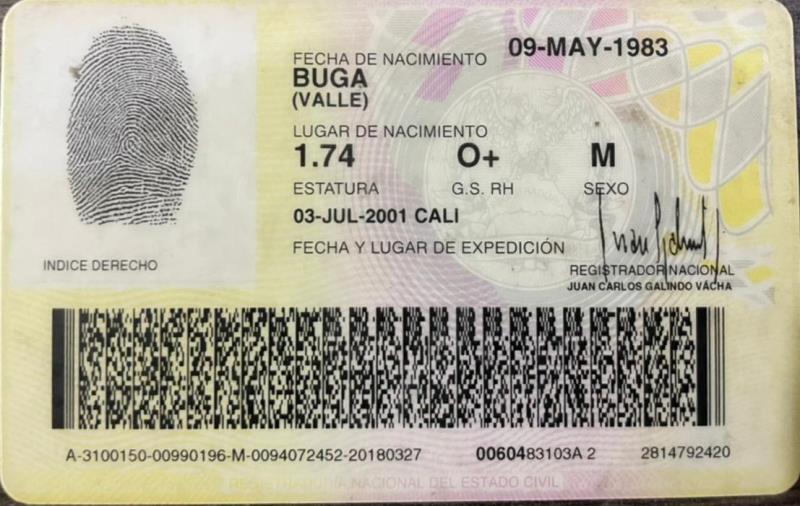 FECHA DE NACIMIENTO 09-MAY-1983
BUGA
(VALLE)
LUGAR DE NACIMIENTO
1.74 O+ M
ESTATURA G.S. RH SEXO
03-JUL-2001 CALI
FECHA Y LUGAR DE EXPEDICIÓN
INDICE DERECHO
REGISTRADOR NACIONAL
JUAN CARLOS GALINDO VÁCHA
A-3100150-00990196-M-0094072452-20180327 0060483103A 2 2814792420
REGISTRADURIA NACIONAL DEL ESTADO CIVIL